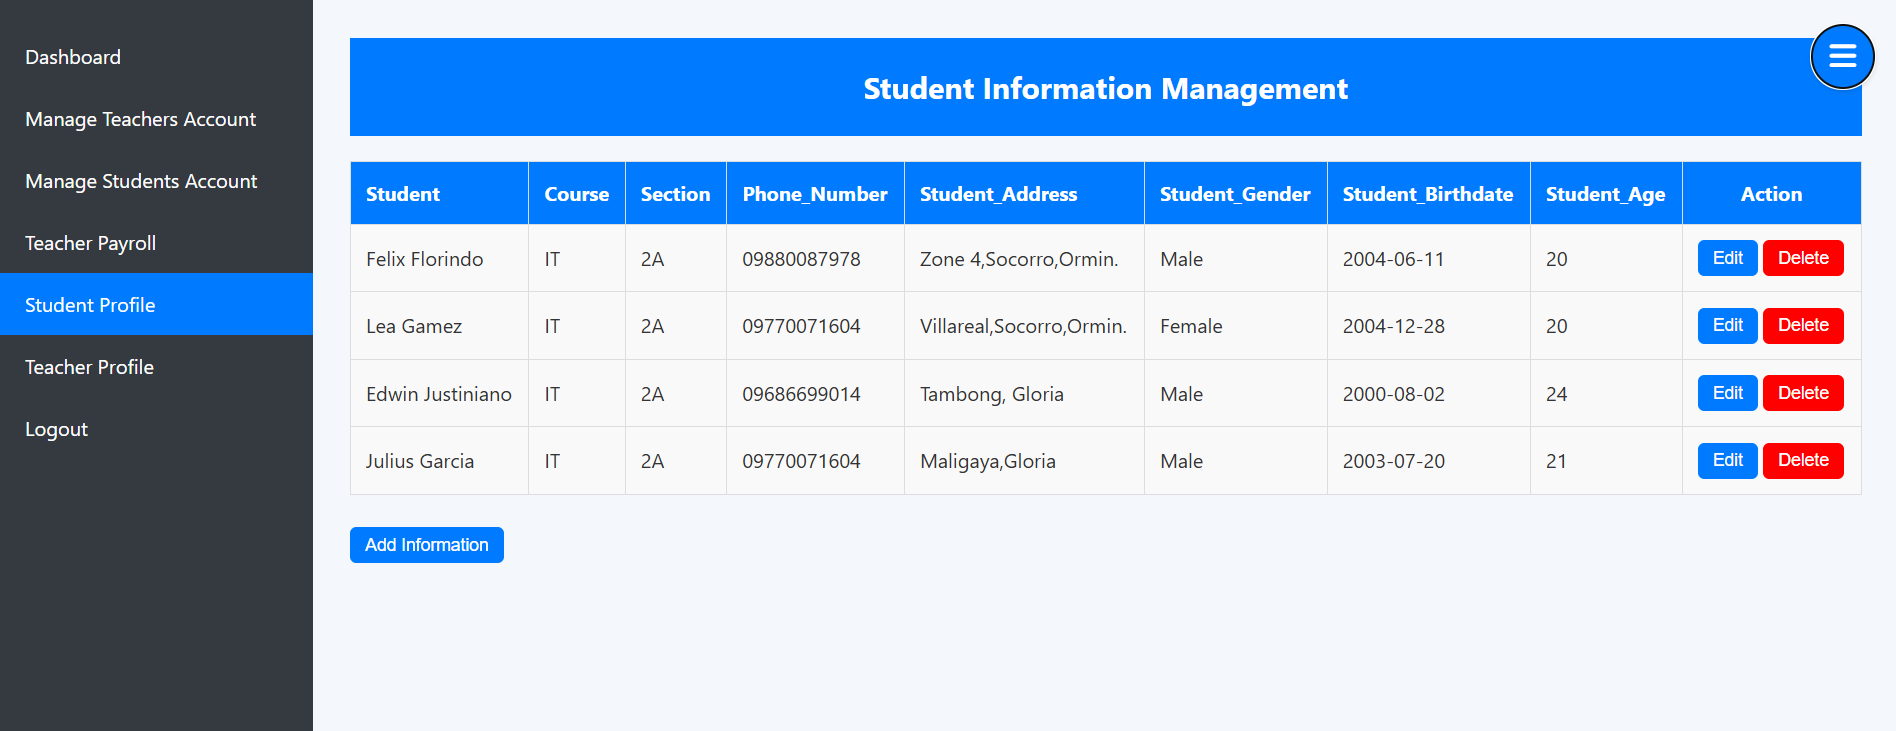 Dashboard
Manage Teachers Account
Manage Students Account
Teacher Payroll
Student Profile
Teacher Profile
Logout
Student Information Management
Student Course Section Phone_Number Student_Address Student_Gender Student_Birthdate Student_Age Action
Felix Florindo IT 2A 09880087978 Zone 4,Socorro,Ormin. Male 2004-06-11 20 Edit Delete
Lea Gamez IT 2A 09770071604 Villareal,Socorro,Ormin. Female 2004-12-28 20 Edit Delete
Edwin Justiniano IT 2A 09686699014 Tambong, Gloria Male 2000-08-02 24 Edit Delete
Julius Garcia IT 2A 09770071604 Maligaya,Gloria Male 2003-07-20 21 Edit Delete
Add Information